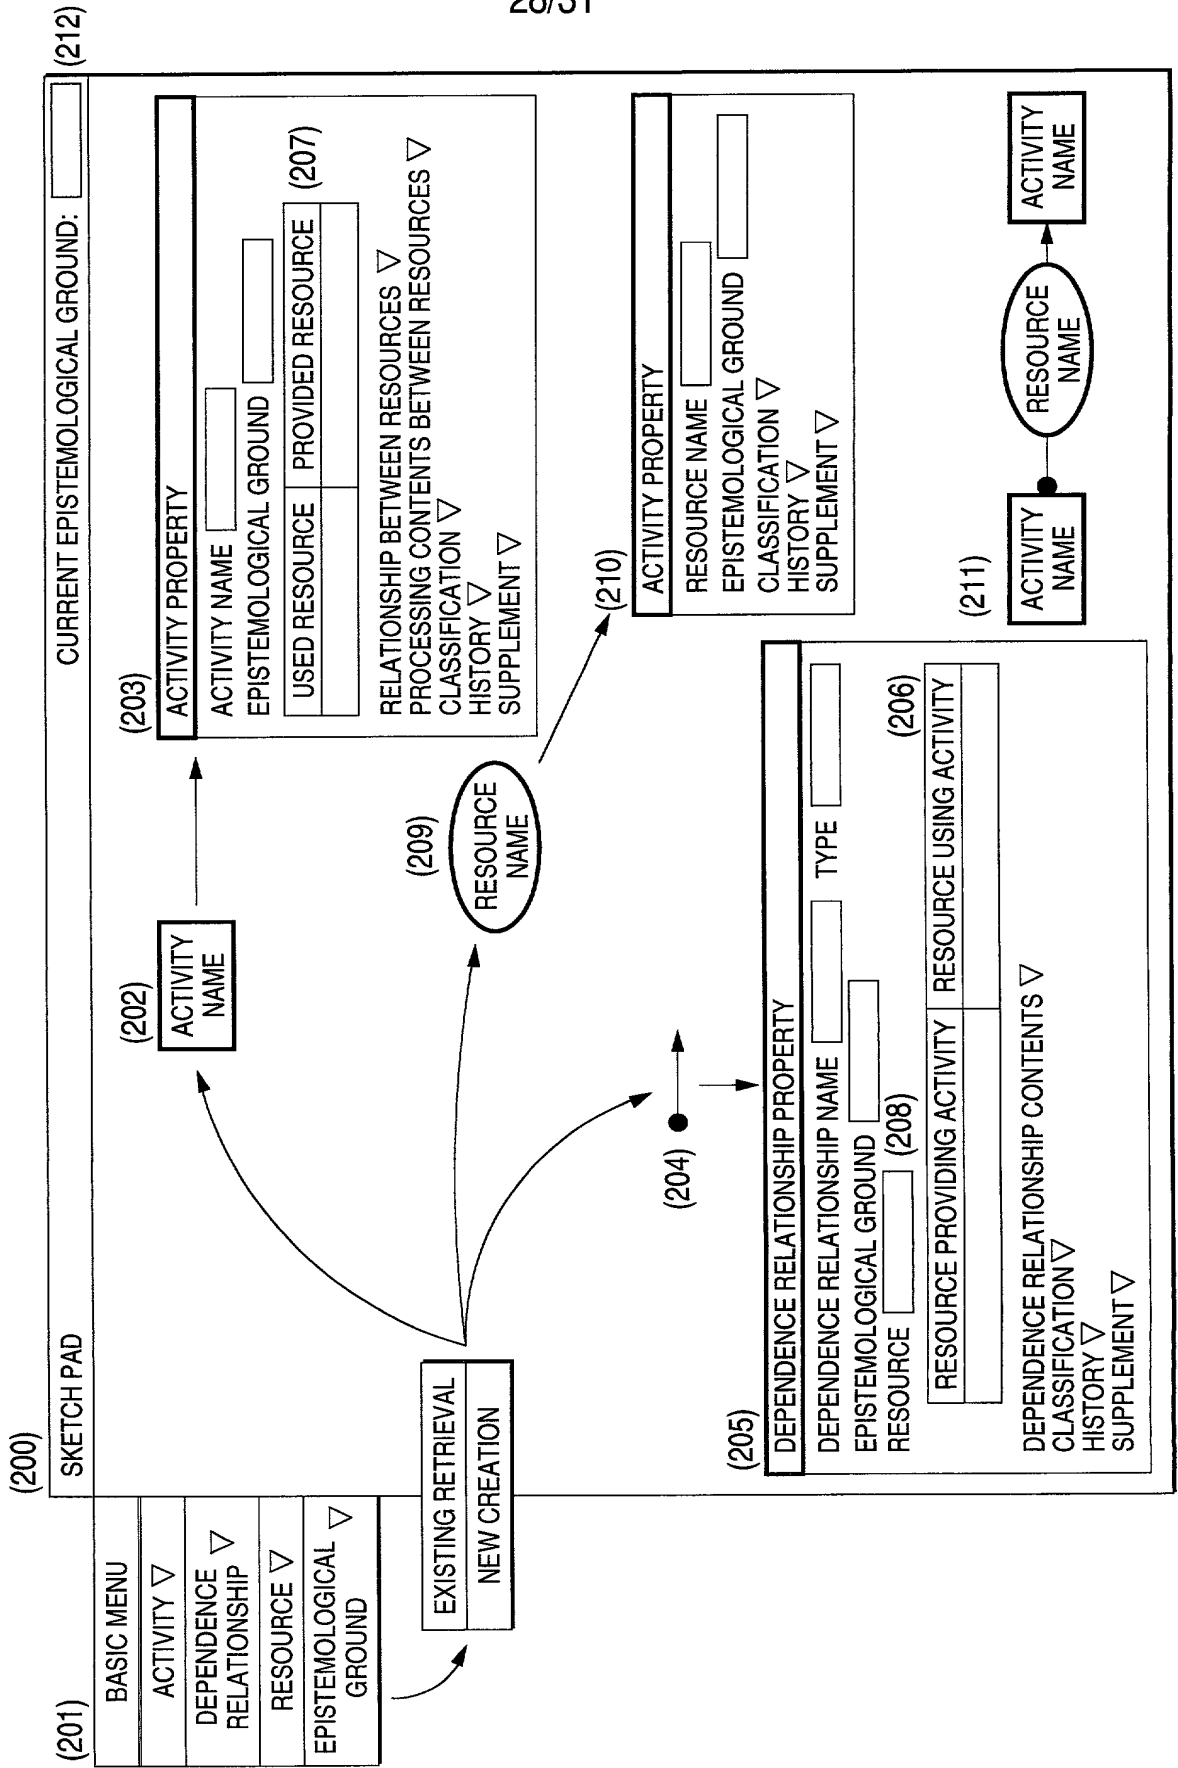 28/31
(200)
SKETCH PAD
CURRENT EPISTEMOLOGICAL GROUND:
(212)
(201)
BASIC MENU
ACTIVITY ▽
DEPENDENCE
RELATIONSHIP ▽
RESOURCE ▽
EPISTEMOLOGICAL
GROUND ▽
EXISTING RETRIEVAL
NEW CREATION
(202)
ACTIVITY
NAME
(203)
ACTIVITY PROPERTY
ACTIVITY NAME
EPISTEMOLOGICAL GROUND
(207)
USED RESOURCE PROVIDED RESOURCE
RELATIONSHIP BETWEEN RESOURCES ▽
PROCESSING CONTENTS BETWEEN RESOURCES ▽
CLASSIFICATION ▽
HISTORY ▽
SUPPLEMENT ▽
(209)
RESOURCE
NAME
(210)
ACTIVITY PROPERTY
RESOURCE NAME
EPISTEMOLOGICAL GROUND
CLASSIFICATION ▽
HISTORY ▽
SUPPLEMENT ▽
(204)
(205)
DEPENDENCE RELATIONSHIP PROPERTY
DEPENDENCE RELATIONSHIP NAME TYPE
EPISTEMOLOGICAL GROUND
RESOURCE (208)
(206)
RESOURCE PROVIDING ACTIVITY RESOURCE USING ACTIVITY
DEPENDENCE RELATIONSHIP CONTENTS ▽
CLASSIFICATION ▽
HISTORY ▽
SUPPLEMENT ▽
(211)
ACTIVITY
NAME
RESOURCE
NAME
ACTIVITY
NAME